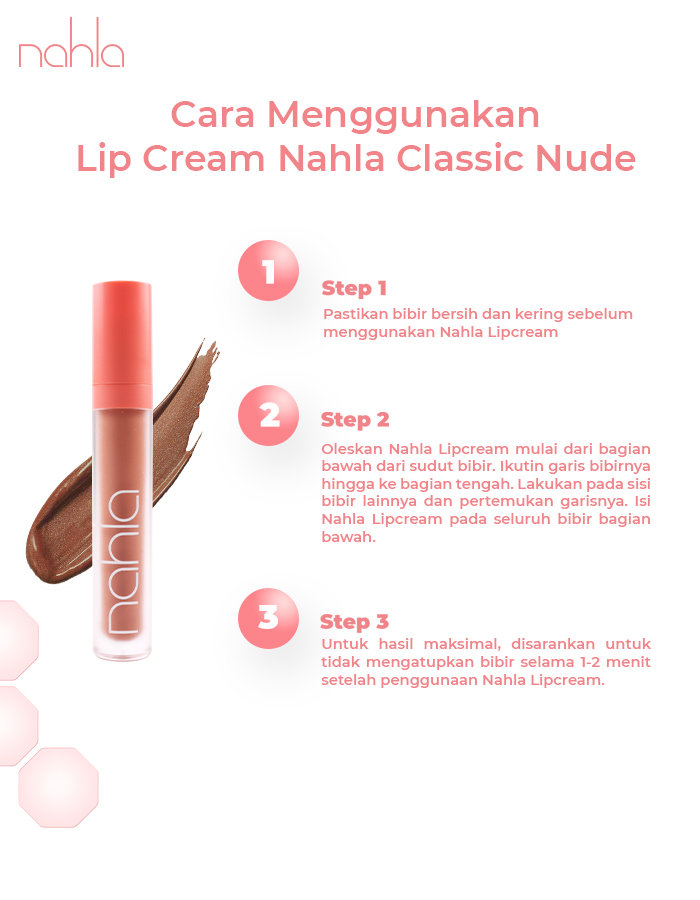 nahla
Cara Menggunakan
Lip Cream Nahla Classic Nude
1
Step 1
Pastikan bibir bersih dan kering sebelum
menggunakan Nahla Lipcream
2
Step 2
Oleskan Nahla Lipcream mulai dari bagian
bawah dari sudut bibir. Ikutin garis bibirnya
hingga ke bagian tengah. Lakukan pada sisi
bibir lainnya dan pertemukan garisnya. Isi
Nahla Lipcream pada seluruh bibir bagian
bawah.
nahla
3
Step 3
Untuk hasil maksimal, disarankan untuk
tidak mengatupkan bibir selama 1-2 menit
setelah penggunaan Nahla Lipcream.